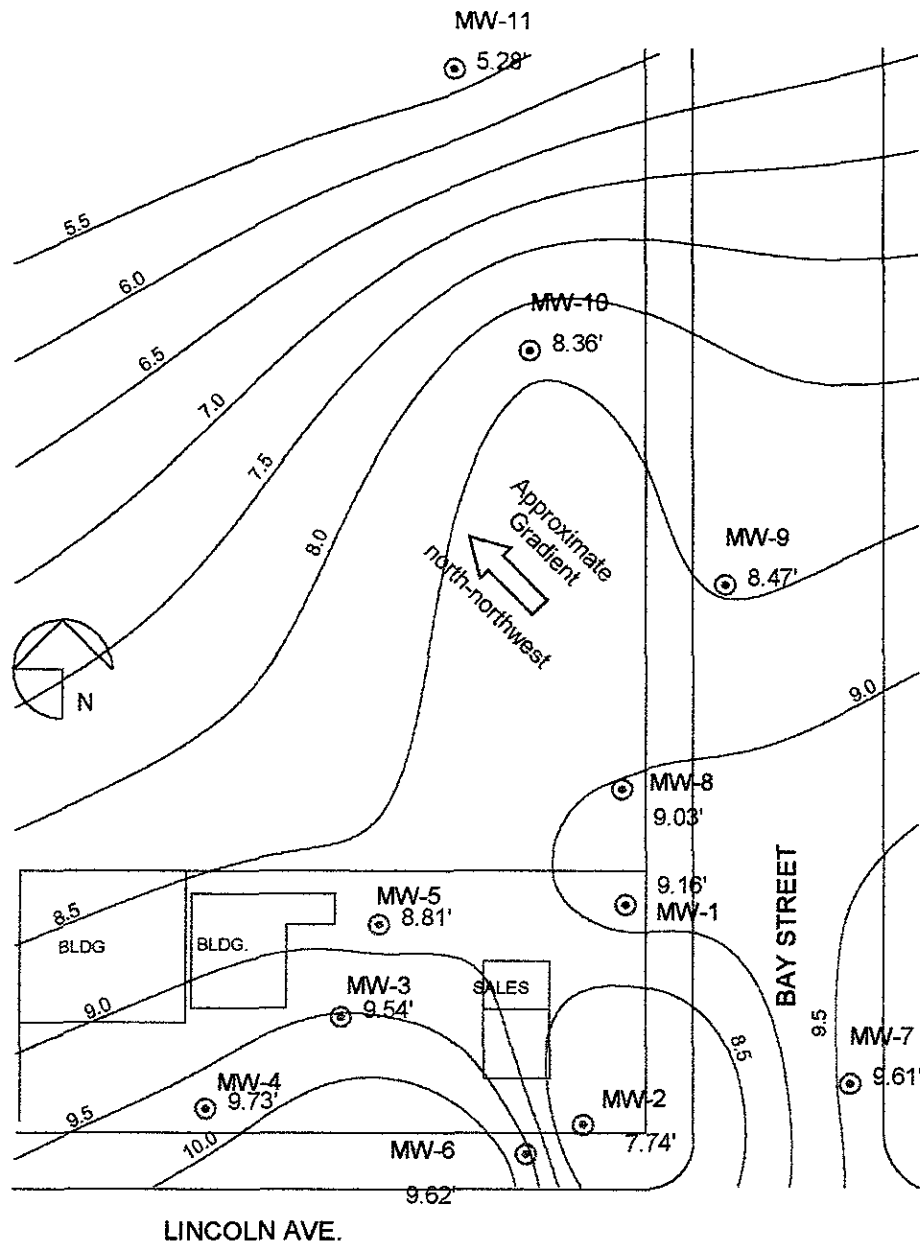 MW-11
5.28'
5.5
6.0
6.5
MW-10
8.36'
7.0
7.5
8.0
Approximate
Gradient
north-northwest
MW-9
8.47'
N
9.0
MW-8
9.03'
9.16'
MW-1
MW-5
8.81'
8.5
BLDG
BLDG.
BAY STREET
MW-3
9.54'
SALES
9.0
9.5
8.5
MW-7
9.61'
MW-4
9.73'
MW-2
7.74'
9.5
10.0
MW-6
9.62'
LINCOLN AVE.